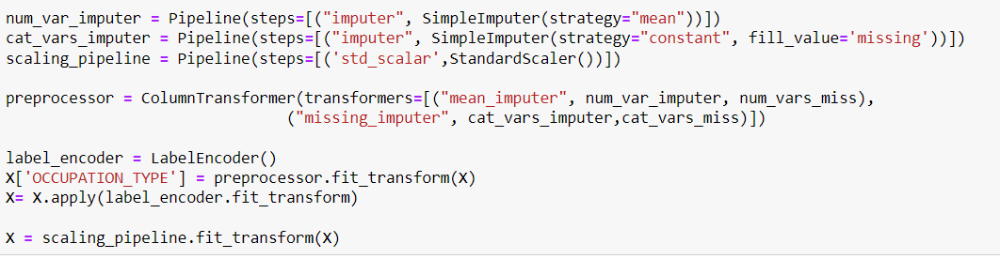 num_var_imputer = Pipeline(steps=[("imputer", SimpleImputer(strategy="mean"))])
cat_vars_imputer = Pipeline(steps=[("imputer", SimpleImputer(strategy="constant", fill_value='missing'))])
scaling_pipeline = Pipeline(steps=[('std_scalar',StandardScaler())])
preprocessor = ColumnTransformer(transformers=[("mean_imputer", num_var_imputer, num_vars_miss),
("missing_imputer", cat_vars_imputer,cat_vars_miss)])
label_encoder = LabelEncoder()
X['OCCUPATION_TYPE'] = preprocessor.fit_transform(X)
X= X.apply(label_encoder.fit_transform)
X = scaling_pipeline.fit_transform(X)